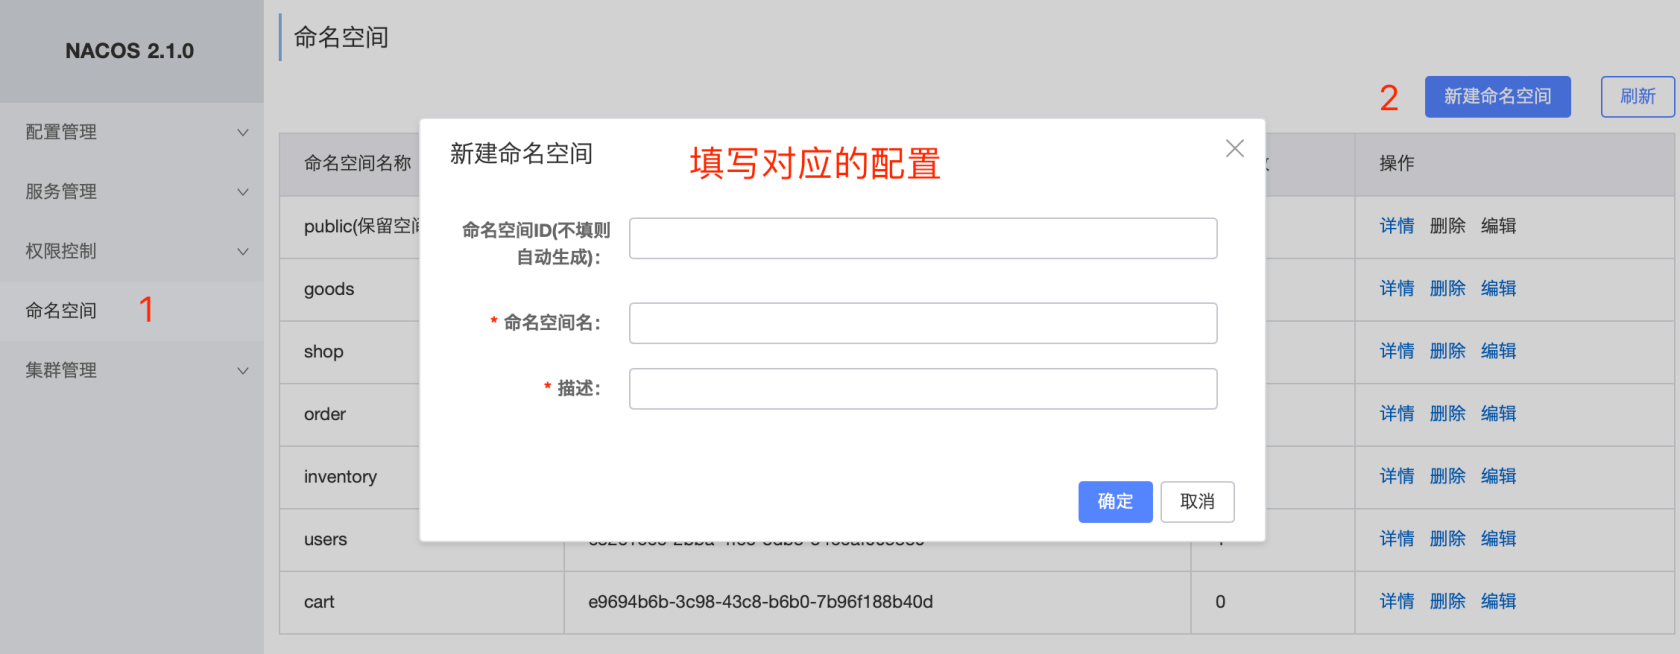 NACOS 2.1.0
配置管理
服务管理
权限控制
命名空间
1
集群管理
命名空间
2
新建命名空间
刷新
命名空间名称
操作
public(保留空间
详情 删除 编辑
goods
详情 删除 编辑
shop
详情 删除 编辑
order
详情 删除 编辑
inventory
详情 删除 编辑
users
详情 删除 编辑
cart
e9694b6b-3c98-43c8-b6b0-7b96f188b40d
0
详情 删除 编辑
新建命名空间
填写对应的配置
命名空间ID(不填则
自动生成)：
* 命名空间名：
* 描述：
确定
取消